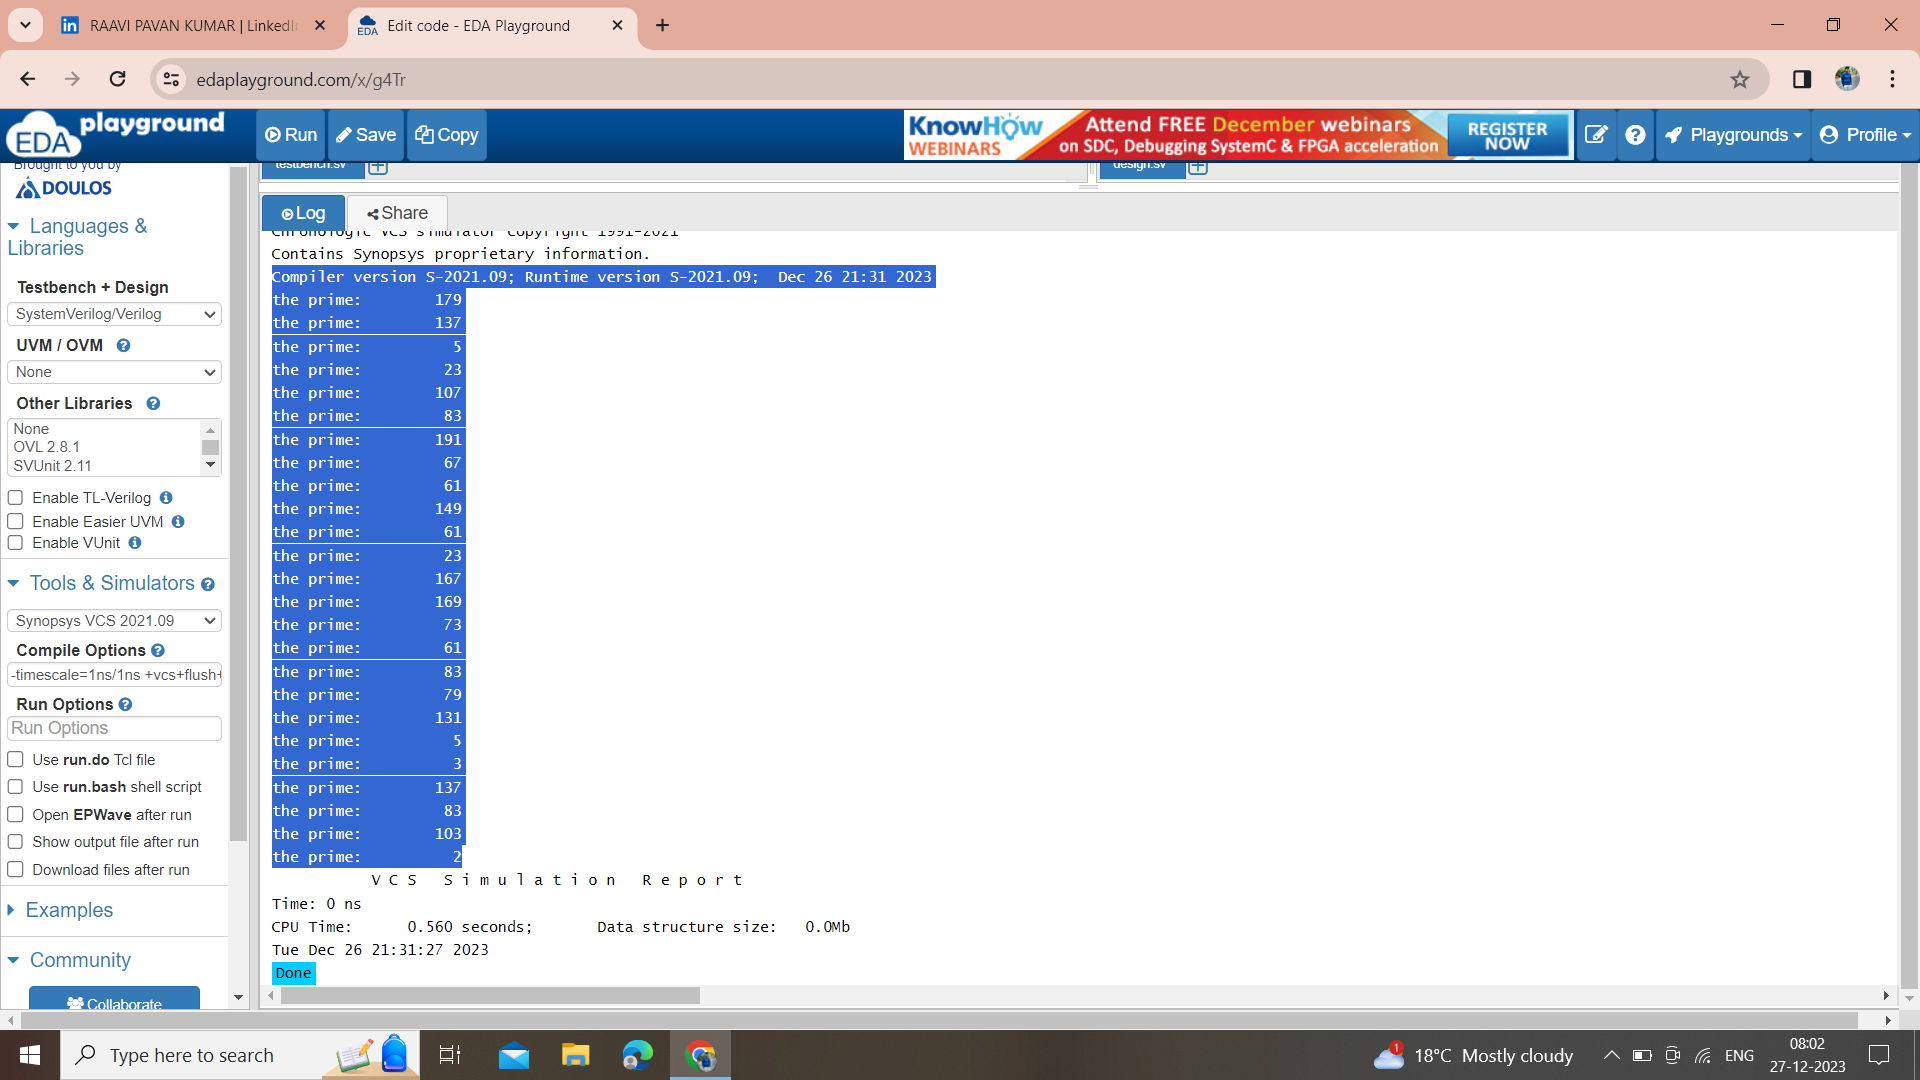 RAAVI PAVAN KUMAR | LinkedIn
Edit code - EDA Playground
edaplayground.com/x/g4Tr
EDA playground
Run
Save
Copy
KnowHow WEBINARS
Attend FREE December webinars
on SDC, Debugging SystemC & FPGA acceleration
REGISTER NOW
Playgrounds
Profile
Brought to you by
DOULOS
testbench.sv
design.sv
Languages &
Libraries
Testbench + Design
SystemVerilog/Verilog
UVM / OVM
None
Other Libraries
None
OVL 2.8.1
SVUnit 2.11
Enable TL-Verilog
Enable Easier UVM
Enable VUnit
Tools & Simulators
Synopsys VCS 2021.09
Compile Options
-timescale=1ns/1ns +vcs+flush+
Run Options
Run Options
Use run.do Tcl file
Use run.bash shell script
Open EPWave after run
Show output file after run
Download files after run
Examples
Community
Collaborate
Log
Share
Chronologic VCS simulator copyright 1991-2021
Contains Synopsys proprietary information.
Compiler version S-2021.09; Runtime version S-2021.09;  Dec 26 21:31 2023
the prime: 179
the prime: 137
the prime: 5
the prime: 23
the prime: 107
the prime: 83
the prime: 191
the prime: 67
the prime: 61
the prime: 149
the prime: 61
the prime: 23
the prime: 167
the prime: 169
the prime: 73
the prime: 61
the prime: 83
the prime: 79
the prime: 131
the prime: 5
the prime: 3
the prime: 137
the prime: 83
the prime: 103
the prime: 2
V C S   S i m u l a t i o n   R e p o r t
Time: 0 ns
CPU Time: 0.560 seconds; Data structure size: 0.0Mb
Tue Dec 26 21:31:27 2023
Done
Type here to search
1
18°C Mostly cloudy
ENG
08:02
27-12-2023